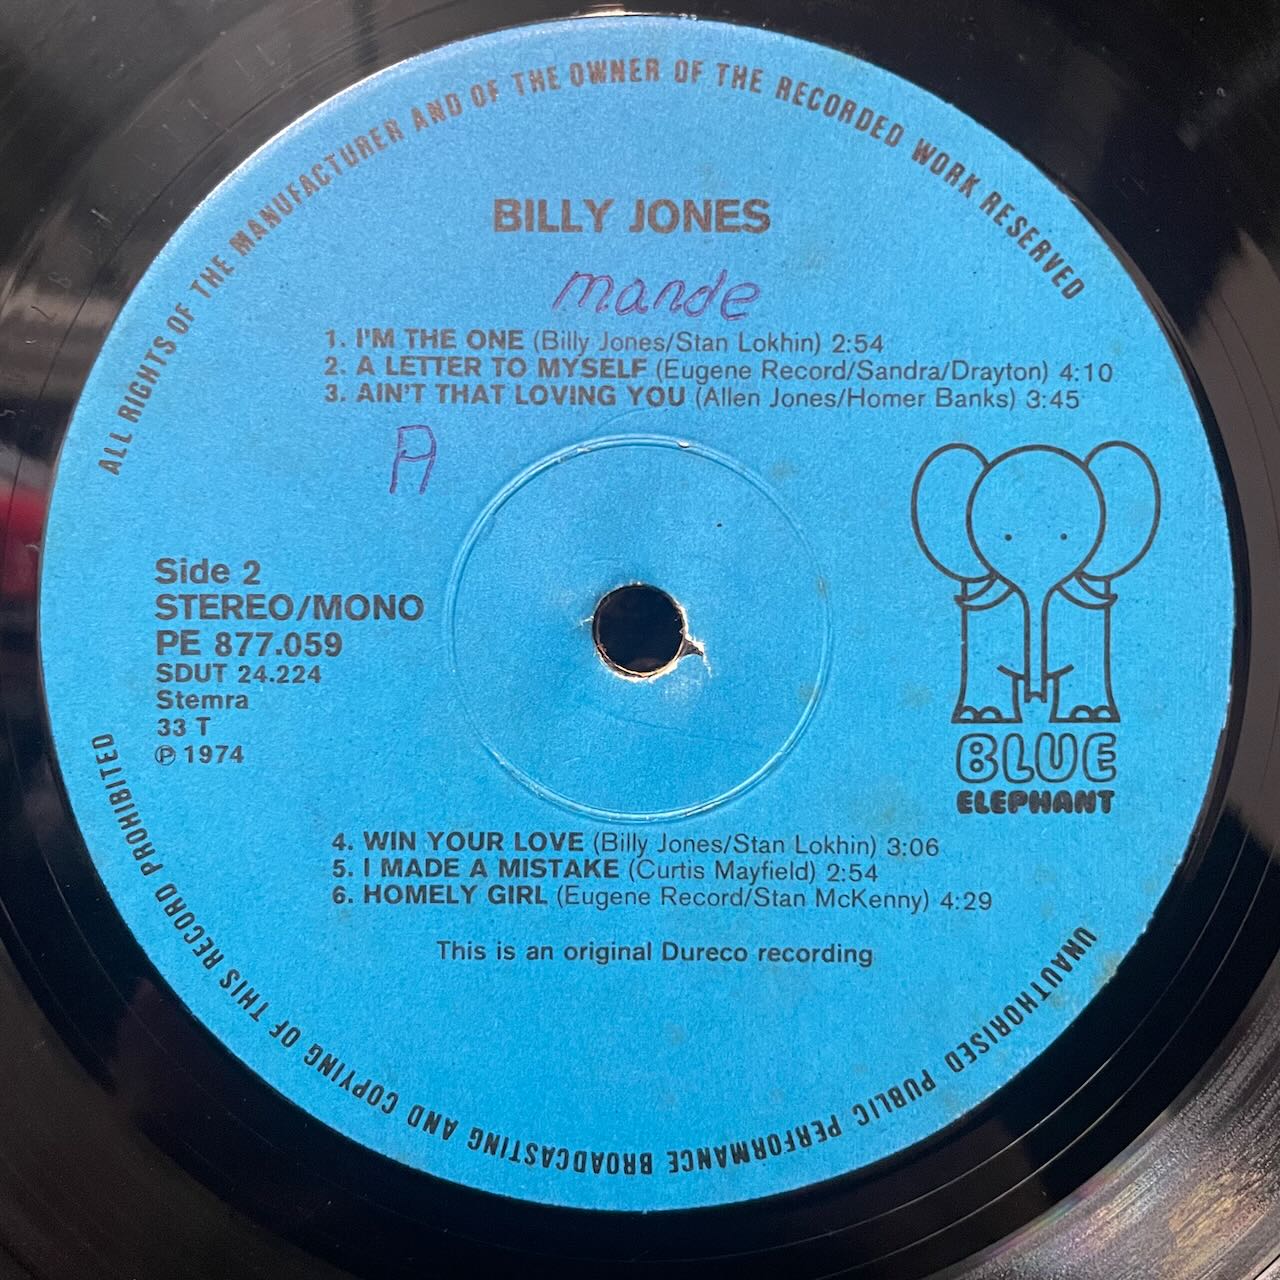 ALL RIGHTS OF THE MANUFACTURER AND OF THE OWNER OF THE RECORDED WORK RESERVED
BILLY JONES
mande
1. I'M THE ONE (Billy Jones/Stan Lokhin) 2:54
2. A LETTER TO MYSELF (Eugene Record/Sandra/Drayton) 4:10
3. AIN'T THAT LOVING YOU (Allen Jones/Homer Banks) 3:45
A
Side 2
STEREO/MONO
PE 877.059
SDUT 24.224
Stemra
33 T
℗ 1974
BLUE
ELEPHANT
4. WIN YOUR LOVE (Billy Jones/Stan Lokhin) 3:06
5. I MADE A MISTAKE (Curtis Mayfield) 2:54
6. HOMELY GIRL (Eugene Record/Stan McKenny) 4:29
This is an original Dureco recording
UNAUTHORISED PUBLIC PERFORMANCE BROADCASTING AND COPYING OF THIS RECORD PROHIBITED